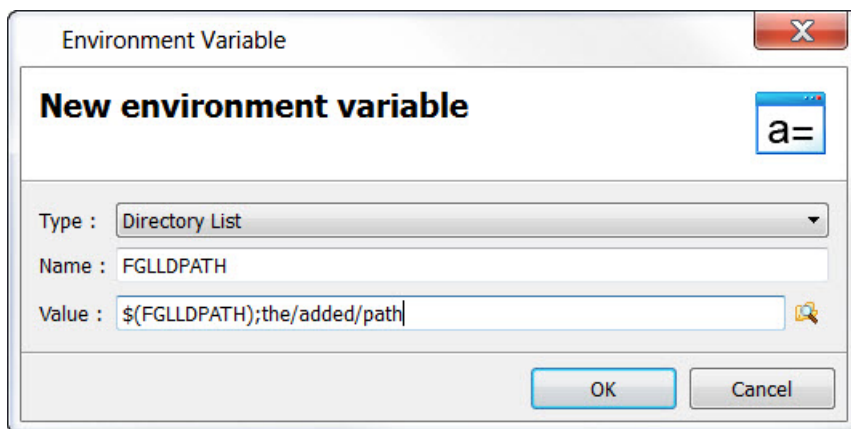 Environment Variable
New environment variable
a=
Type : Directory List
Name : FGLLDPATH
Value : $(FGLLDPATH);the/added/path
OK Cancel